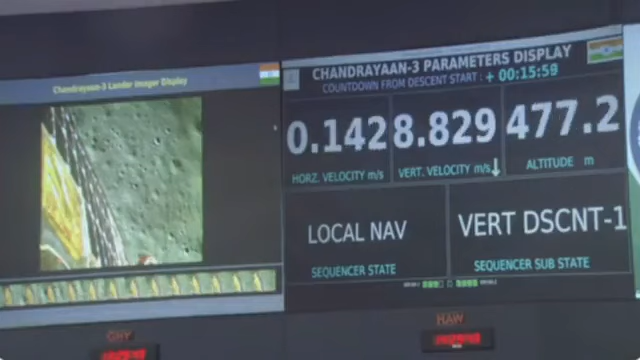 Chandrayaan-3 Lander Imager Display
CHANDRAYAAN-3 PARAMETERS DISPLAY
COUNTDOWN FROM DESCENT START : + 00:15:59
0.142 8.829 477.2
HORZ. VELOCITY m/s VERT. VELOCITY m/s ALTITUDE m
LOCAL NAV VERT DSCNT-1
SEQUENCER STATE SEQUENCER SUB STATE
HAW